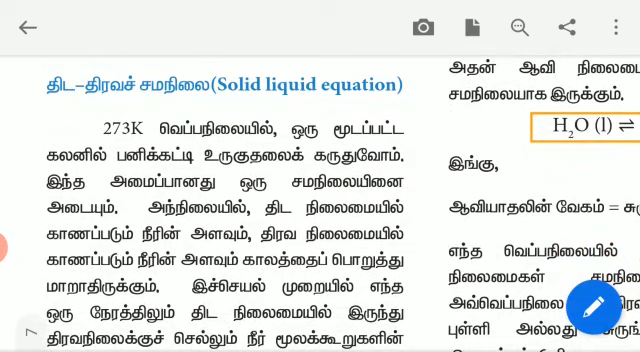 திட–திரவச் சமநிலை(Solid liquid equation)
273K வெப்பநிலையில், ஒரு மூடப்பட்ட
கலனில் பனிக்கட்டி உருகுதலைக் கருதுவோம்.
இந்த அமைப்பானது ஒரு சமநிலையினை
அடையும். அந்நிலையில், திட நிலைமையில்
காணப்படும் நீரின் அளவும், திரவ நிலைமையில்
காணப்படும் நீரின் அளவும் காலத்தைப் பொறுத்து
மாறாதிருக்கும். இச்செயல் முறையில் எந்த
ஒரு நேரத்திலும் திட நிலைமையில் இருந்து
திரவநிலைக்குச் செல்லும் நீர் மூலக்கூறுகளின்
7
அதன் ஆவி
சமநிலையாக இருக்கும்.
H₂O (l) ⇌
இங்கு,
ஆவியாதலின் வேகம் =
எந்த வெப்பநிலையில்
நிலைமைகள்
அவ்வெப்பநிலை
புள்ளி அல்லது